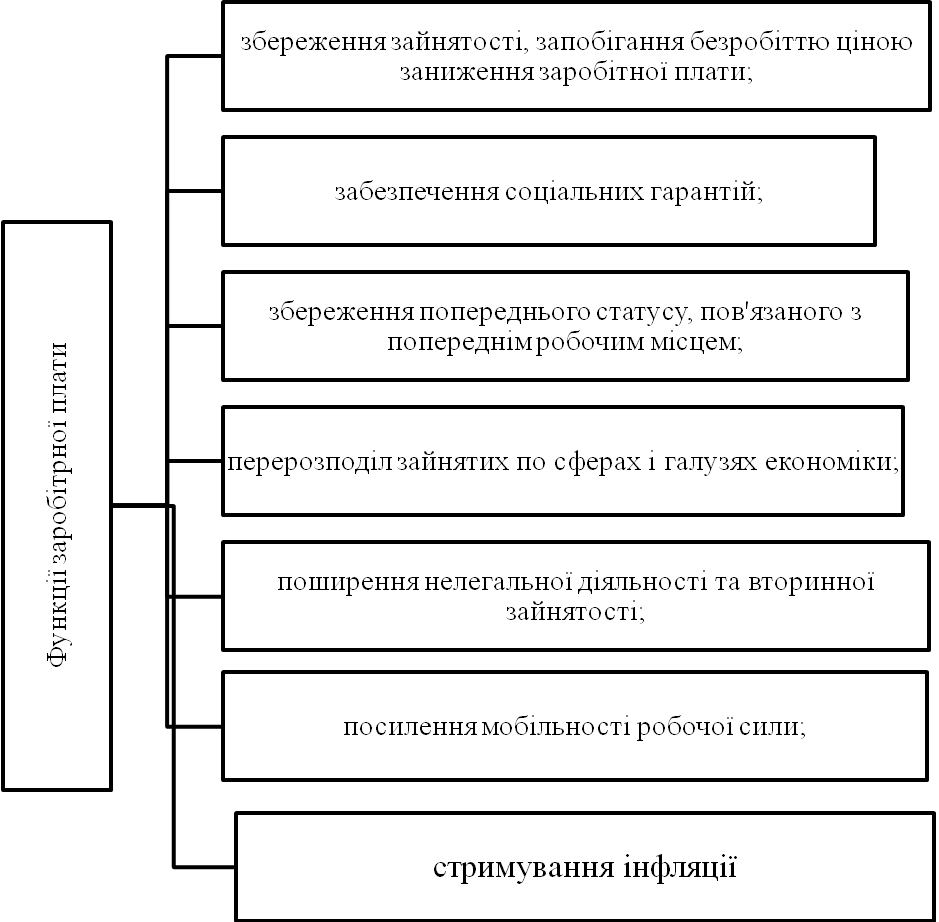 Функції заробітрної плати
збереження зайнятості, запобігання безробіттю ціною
заниження заробітної плати;
забезпечення соціальних гарантій;
збереження попереднього статусу, пов'язаного з
попереднім робочим місцем;
перерозподіл зайнятих по сферах і галузях економіки;
поширення нелегальної діяльності та вторинної
зайнятості;
посилення мобільності робочої сили;
стримування інфляції